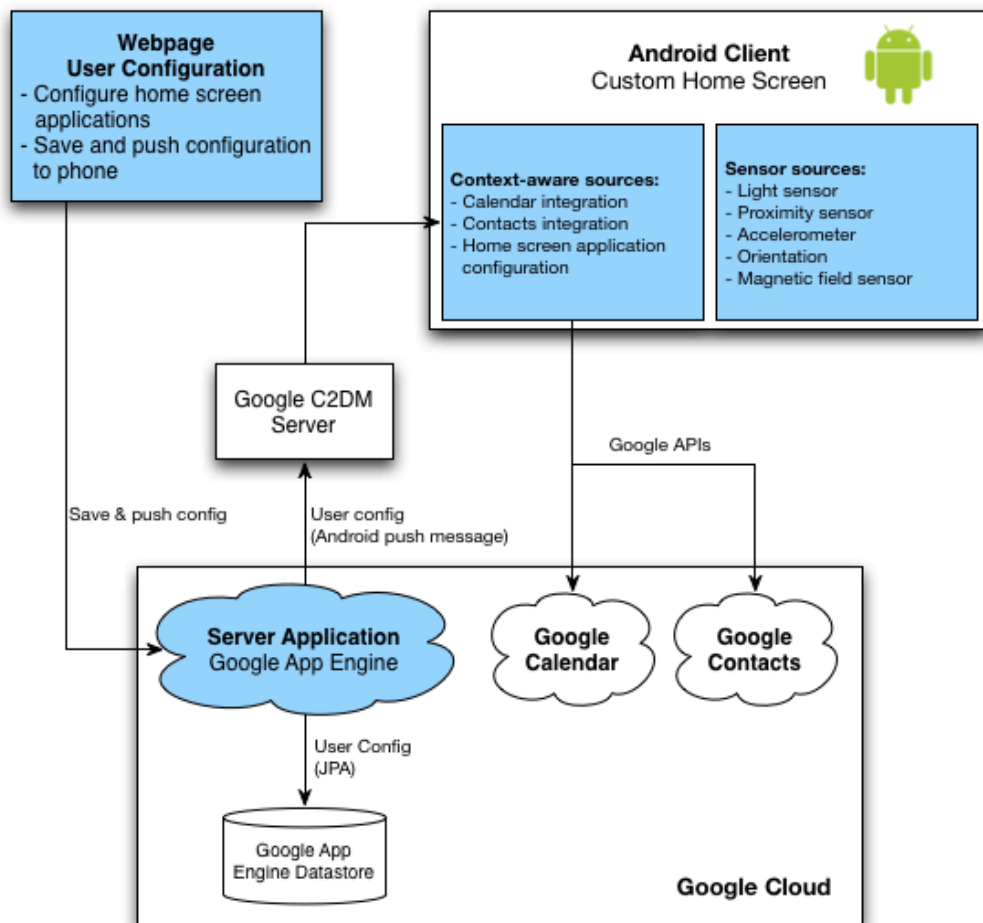 Webpage
User Configuration
- Configure home screen
applications
- Save and push configuration
to phone
Android Client
Custom Home Screen
Context-aware sources:
- Calendar integration
- Contacts integration
- Home screen application
configuration
Sensor sources:
- Light sensor
- Proximity sensor
- Accelerometer
- Orientation
- Magnetic field sensor
Google C2DM
Server
Google APIs
Save & push config
User config
(Android push message)
Server Application
Google App Engine
Google
Calendar
Google
Contacts
User Config
(JPA)
Google App
Engine Datastore
Google Cloud